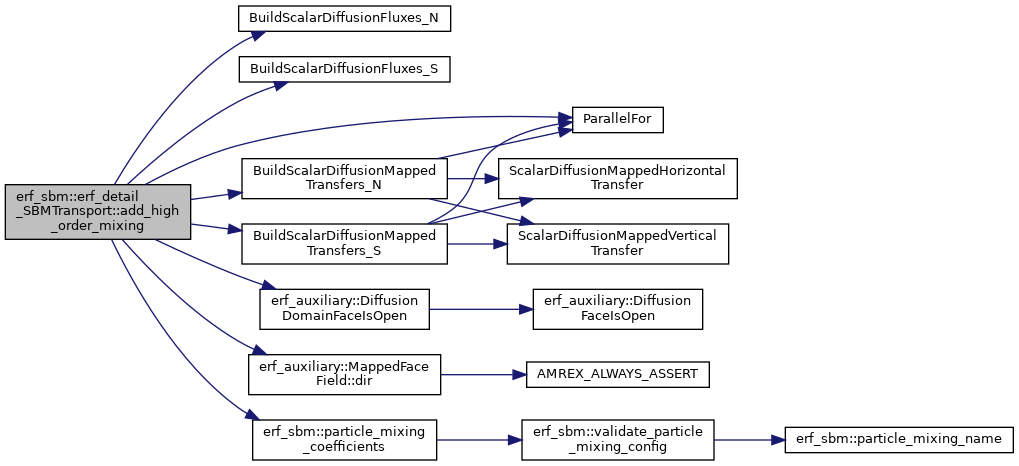 BuildScalarDiffusionFluxes_N
BuildScalarDiffusionFluxes_S
ParallelFor
BuildScalarDiffusionMapped
Transfers_N
ScalarDiffusionMappedHorizontal
Transfer
erf_sbm::erf_detail
_SBMTransport::add_high
_order_mixing
BuildScalarDiffusionMapped
Transfers_S
ScalarDiffusionMappedVertical
Transfer
erf_auxiliary::Diffusion
DomainFaceIsOpen
erf_auxiliary::Diffusion
FaceIsOpen
erf_auxiliary::MappedFace
Field::dir
AMREX_ALWAYS_ASSERT
erf_sbm::particle_mixing
_coefficients
erf_sbm::validate_particle
_mixing_config
erf_sbm::particle_mixing_name